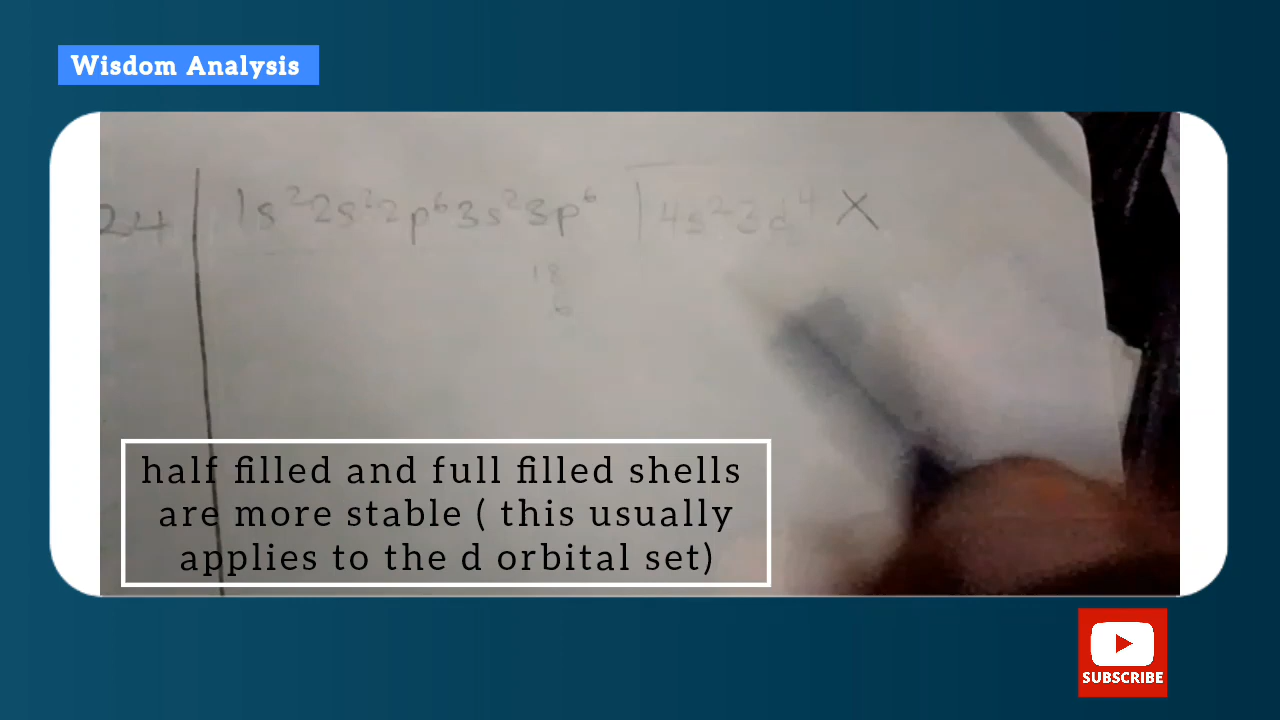 Wisdom Analysis
24 1s²2s²2p⁶3s²3p⁶ 4s²3d⁴ X
18
6
half filled and full filled shells
are more stable ( this usually
applies to the d orbital set)
SUBSCRIBE